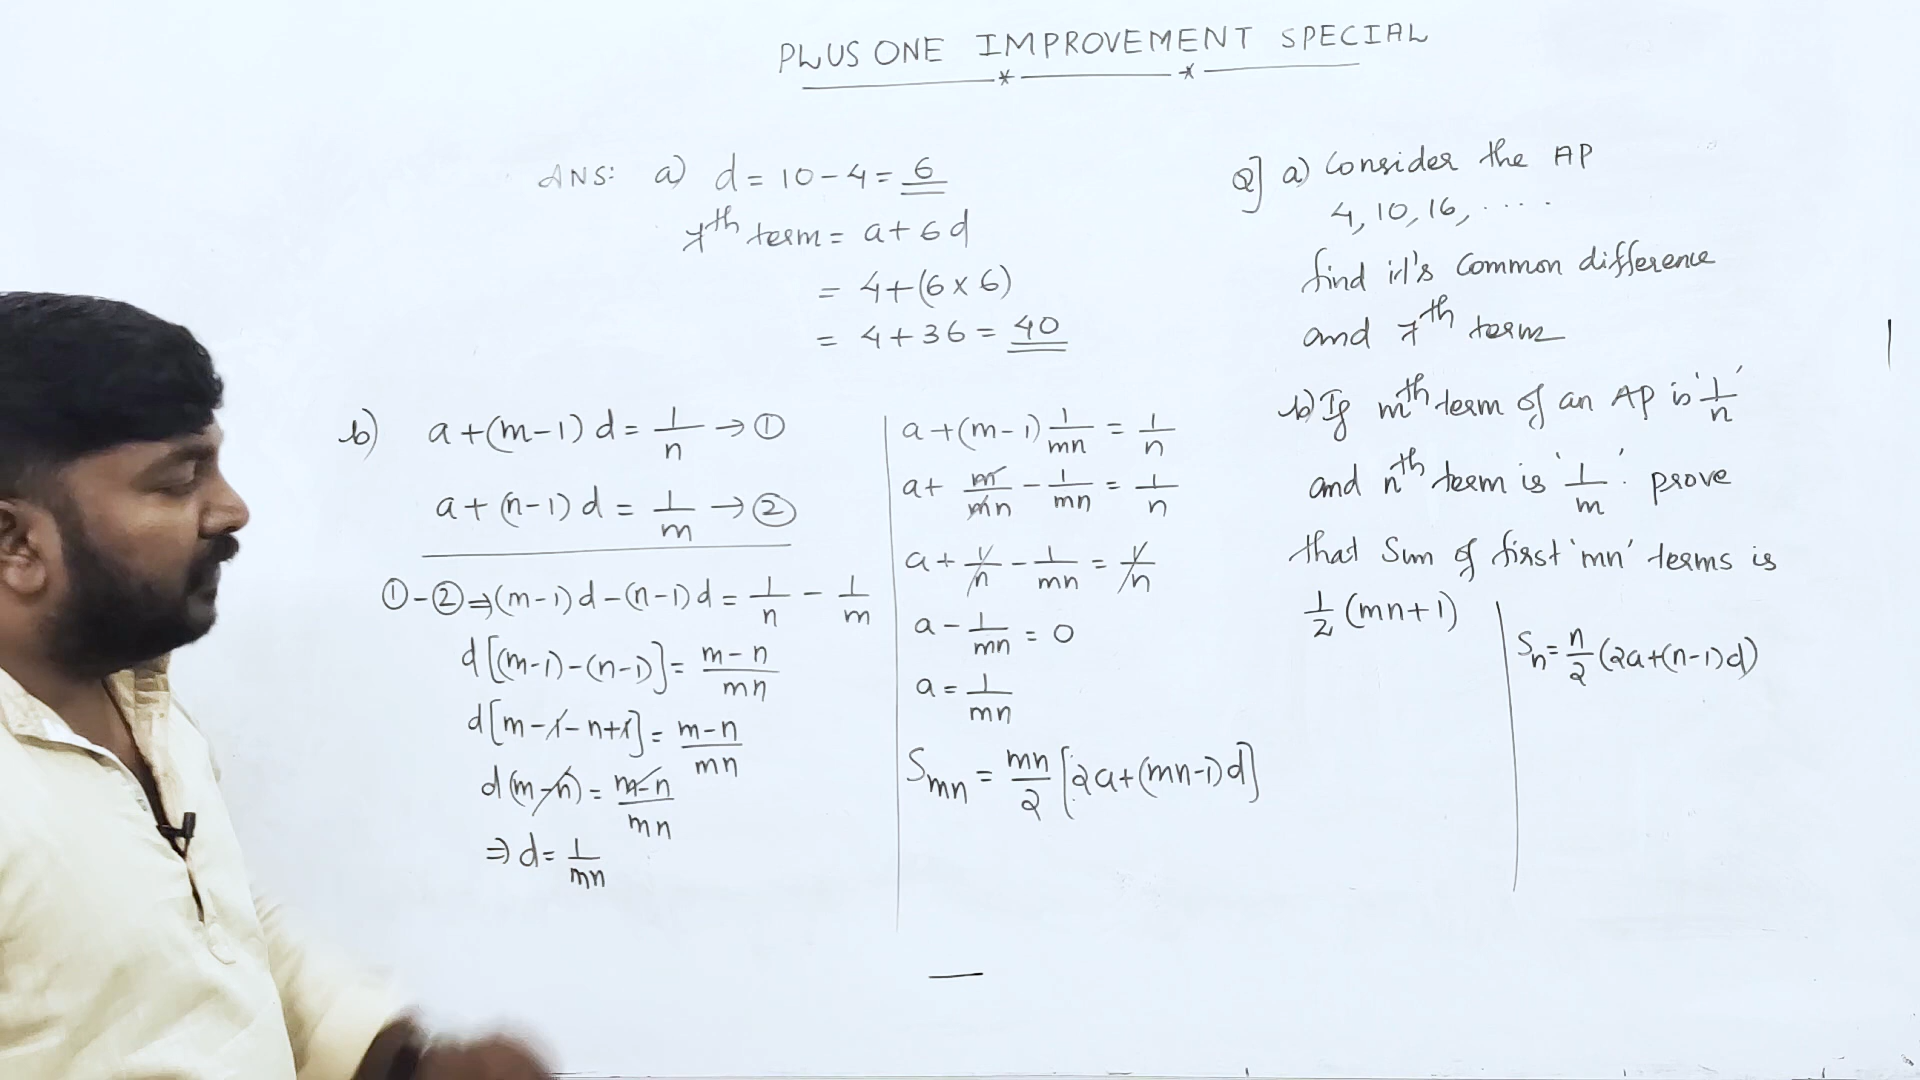 PLUS ONE IMPROVEMENT SPECIAL
ANS: a) d = 10 - 4 = 6
7th term = a + 6d
= 4 + (6 × 6)
= 4 + 36 = 40
b) a + (m-1) d = 1/n → ①
a + (n-1) d = 1/m → ②
① - ② ⇒ (m-1) d - (n-1) d = 1/n - 1/m
d [(m-1) - (n-1)] = m-n/mn
d [m - 1 - n + 1] = m-n/mn
d (m-n) = m-n/mn
⇒ d = 1/mn
a + (m-1) 1/mn = 1/n
a + m/mn - 1/mn = 1/n
a + 1/n - 1/mn = 1/n
a - 1/mn = 0
a = 1/mn
Smn = mn/2 [2a + (mn-1) d]
Q] a) Consider the AP
4, 10, 16, .....
find it's Common difference
and 7th term
b) If mth term of an AP is '1/n'
and nth term is '1/m'. prove
that Sum of first 'mn' terms is
1/2 (mn+1)
Sn = n/2 (2a + (n-1) d)